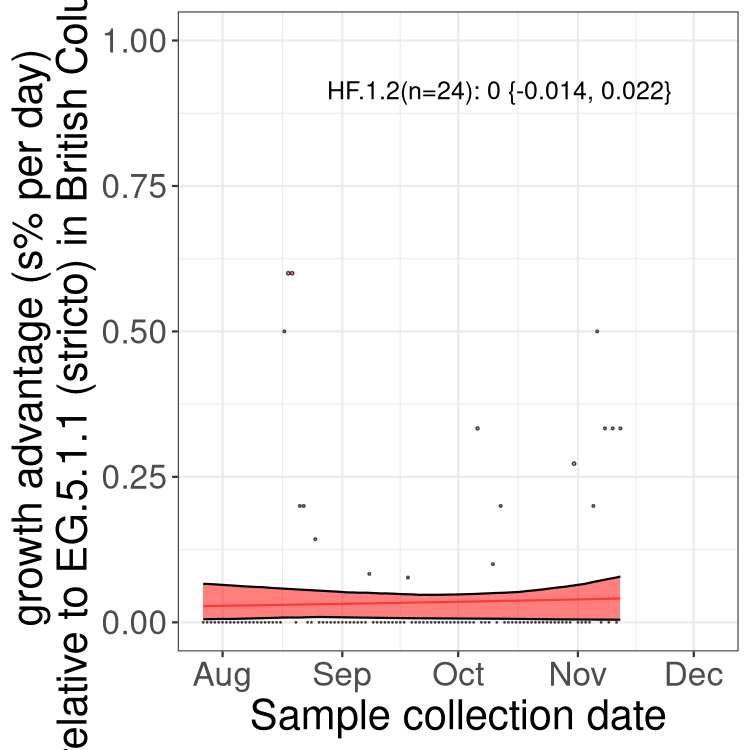 growth advantage (s% per day)
relative to EG.5.1.1 (stricto) in British Colu
1.00
0.75
0.50
0.25
0.00
HF.1.2(n=24): 0 {-0.014, 0.022}
Aug Sep Oct Nov Dec
Sample collection date